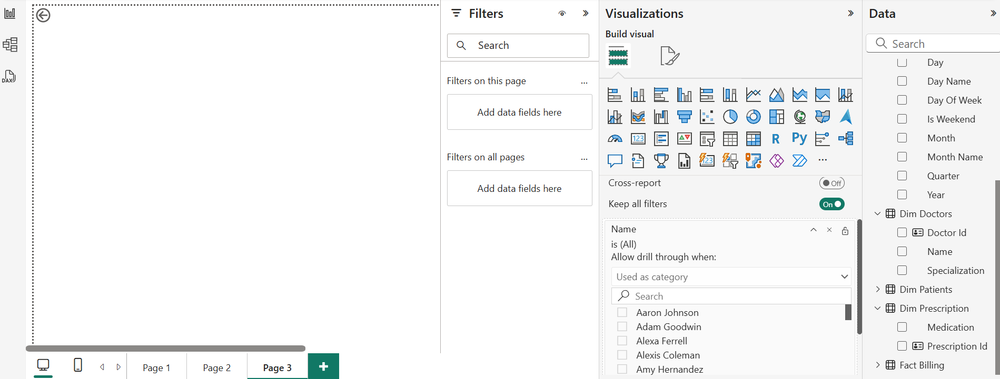 Filters
Search
Filters on this page
...
Add data fields here
Filters on all pages
...
Add data fields here
Visualizations
Build visual
123
R
Py
123
...
Cross-report
Off
Keep all filters
On
Name
is (All)
Allow drill through when:
Used as category
Search
Aaron Johnson
Adam Goodwin
Alexa Ferrell
Alexis Coleman
Amy Hernandez
Data
Search
Day
Day Name
Day Of Week
Is Weekend
Month
Month Name
Quarter
Year
Dim Doctors
Doctor Id
Name
Specialization
Dim Patients
Dim Prescription
Medication
Prescription Id
Fact Billing
DAX
Page 1
Page 2
Page 3